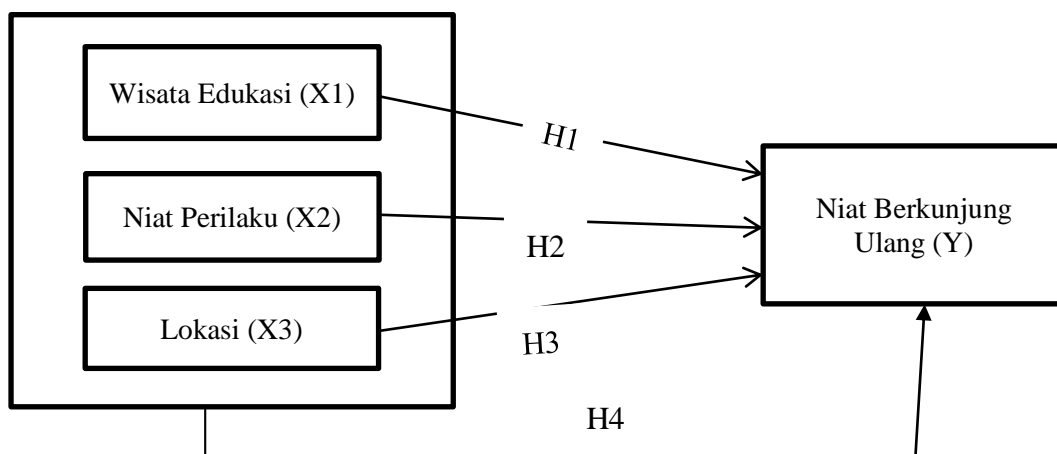 Wisata Edukasi (X1)
H1
Niat Perilaku (X2)
H2
Niat Berkunjung
Ulang (Y)
Lokasi (X3)
H3
H4